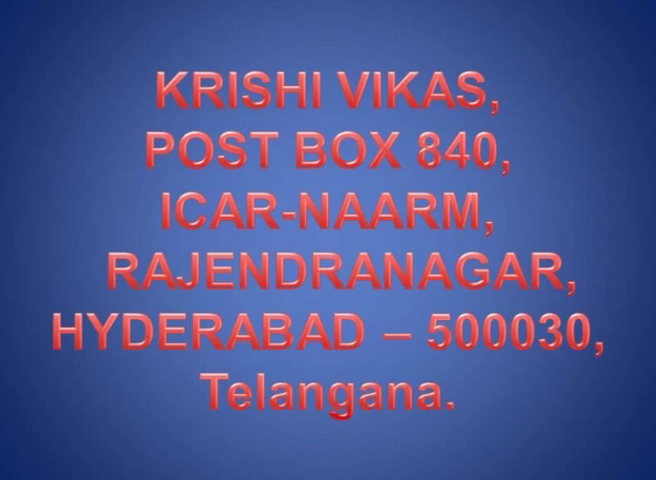 KRISHI VIKAS,
POST BOX 840,
ICAR-NAARM,
RAJENDRANAGAR,
HYDERABAD – 500030,
Telangana.